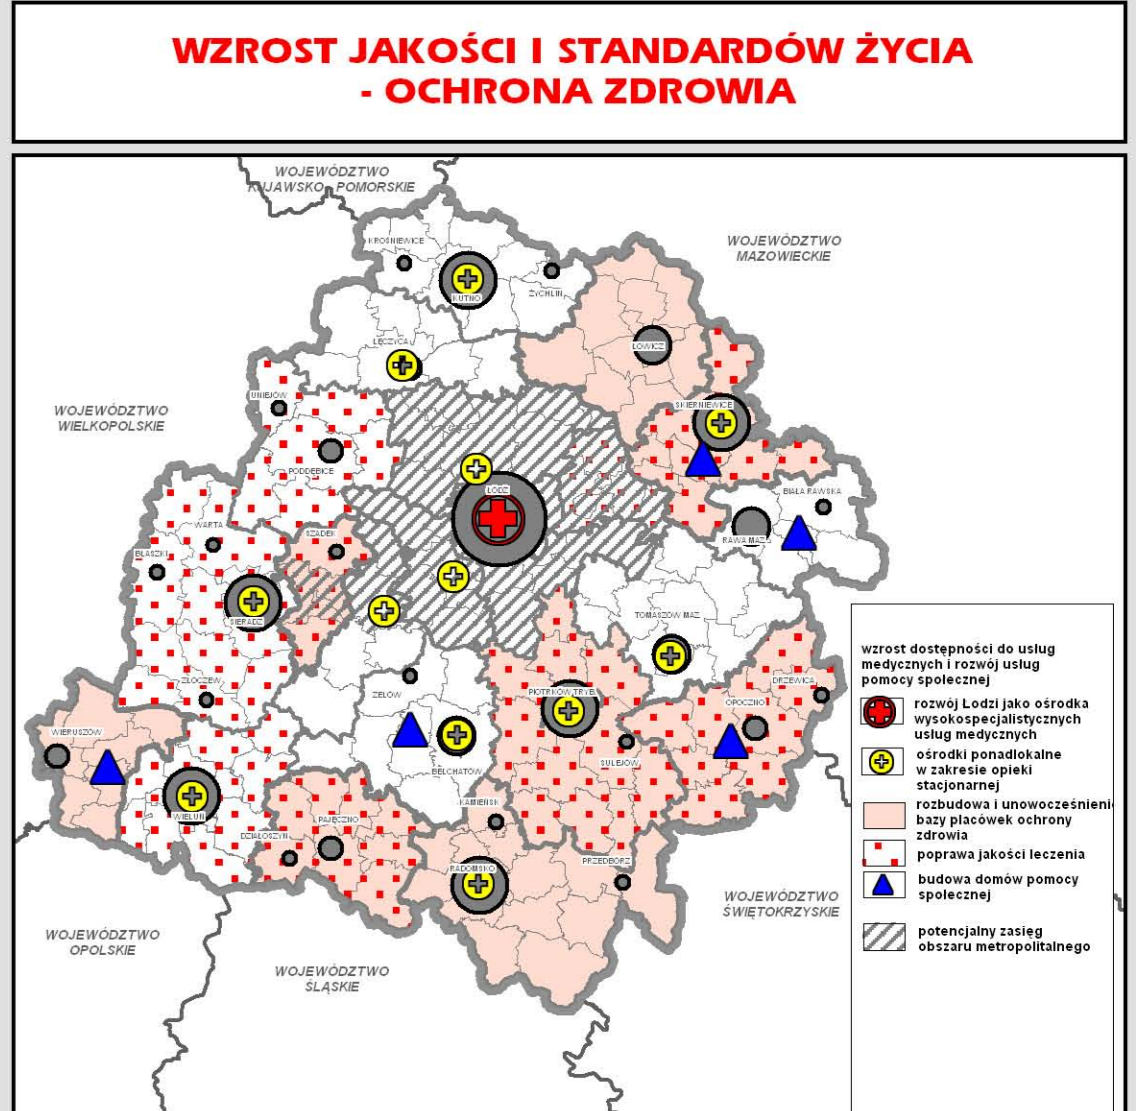 WZROST JAKOŚCI I STANDARDÓW ŻYCIA
- OCHRONA ZDROWIA
WOJEWÓDZTWO
KUJAWSKO - POMORSKIE
WOJEWÓDZTWO
MAZOWIECKIE
KROŚNIEWICE
KUTNO
ŻYCHLIN
ŁĘCZYCA
ŁOWICZ
UNIEJÓW
SKIERNIEWICE
WOJEWÓDZTWO
WIELKOPOLSKIE
PODDĘBICE
ŁÓDŹ
BIAŁA RAWSKA
WARTA
SZADEK
RAWA MAZ.
BŁASZKI
SIERADZ
TOMASZÓW MAZ.
ZŁOCZEW
ZELÓW
PIOTRKÓW TRYB.
DRZEWICA
OPOCZNO
WIERUSZÓW
BEŁCHATÓW
SULEJÓW
KAMIEŃSK
WIELUŃ
DZIAŁOSZYN
PAJĘCZNO
RADOMSKO
PRZEDBÓRZ
WOJEWÓDZTWO
ŚWIĘTOKRZYSKIE
WOJEWÓDZTWO
OPOLSKIE
WOJEWÓDZTWO
ŚLĄSKIE
wzrost dostępności do usług
medycznych i rozwój usług
pomocy społecznej
rozwój Łodzi jako ośrodka
wysokospecjalistycznych
usług medycznych
ośrodki ponadlokalne
w zakresie opieki
stacjonarnej
rozbudowa i unowocześnieni
bazy placówek ochrony
zdrowia
poprawa jakości leczenia
budowa domów pomocy
społecznej
potencjalny zasięg
obszaru metropolitalnego